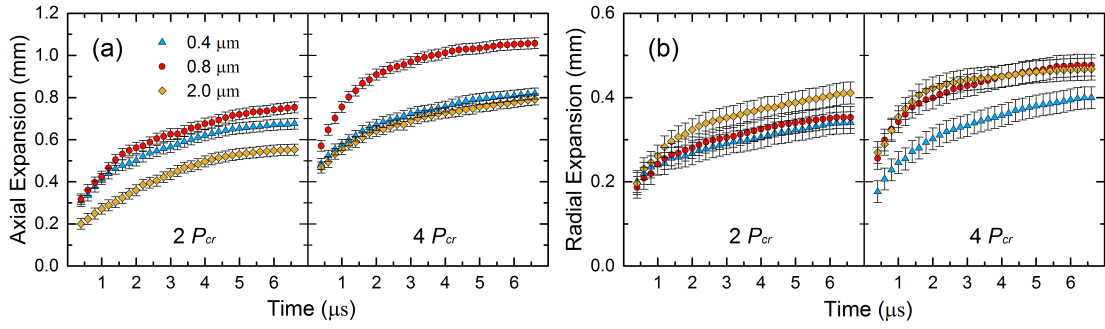 (a)
0.4 μm
0.8 μm
2.0 μm
2 Pcr
4 Pcr
Axial Expansion (mm)
1.2
1.0
0.8
0.6
0.4
0.2
0.0
1 2 3 4 5 6 1 2 3 4 5 6
Time (μs)
(b)
2 Pcr
4 Pcr
Radial Expansion (mm)
0.6
0.4
0.2
0.0
1 2 3 4 5 6 1 2 3 4 5 6
Time (μs)